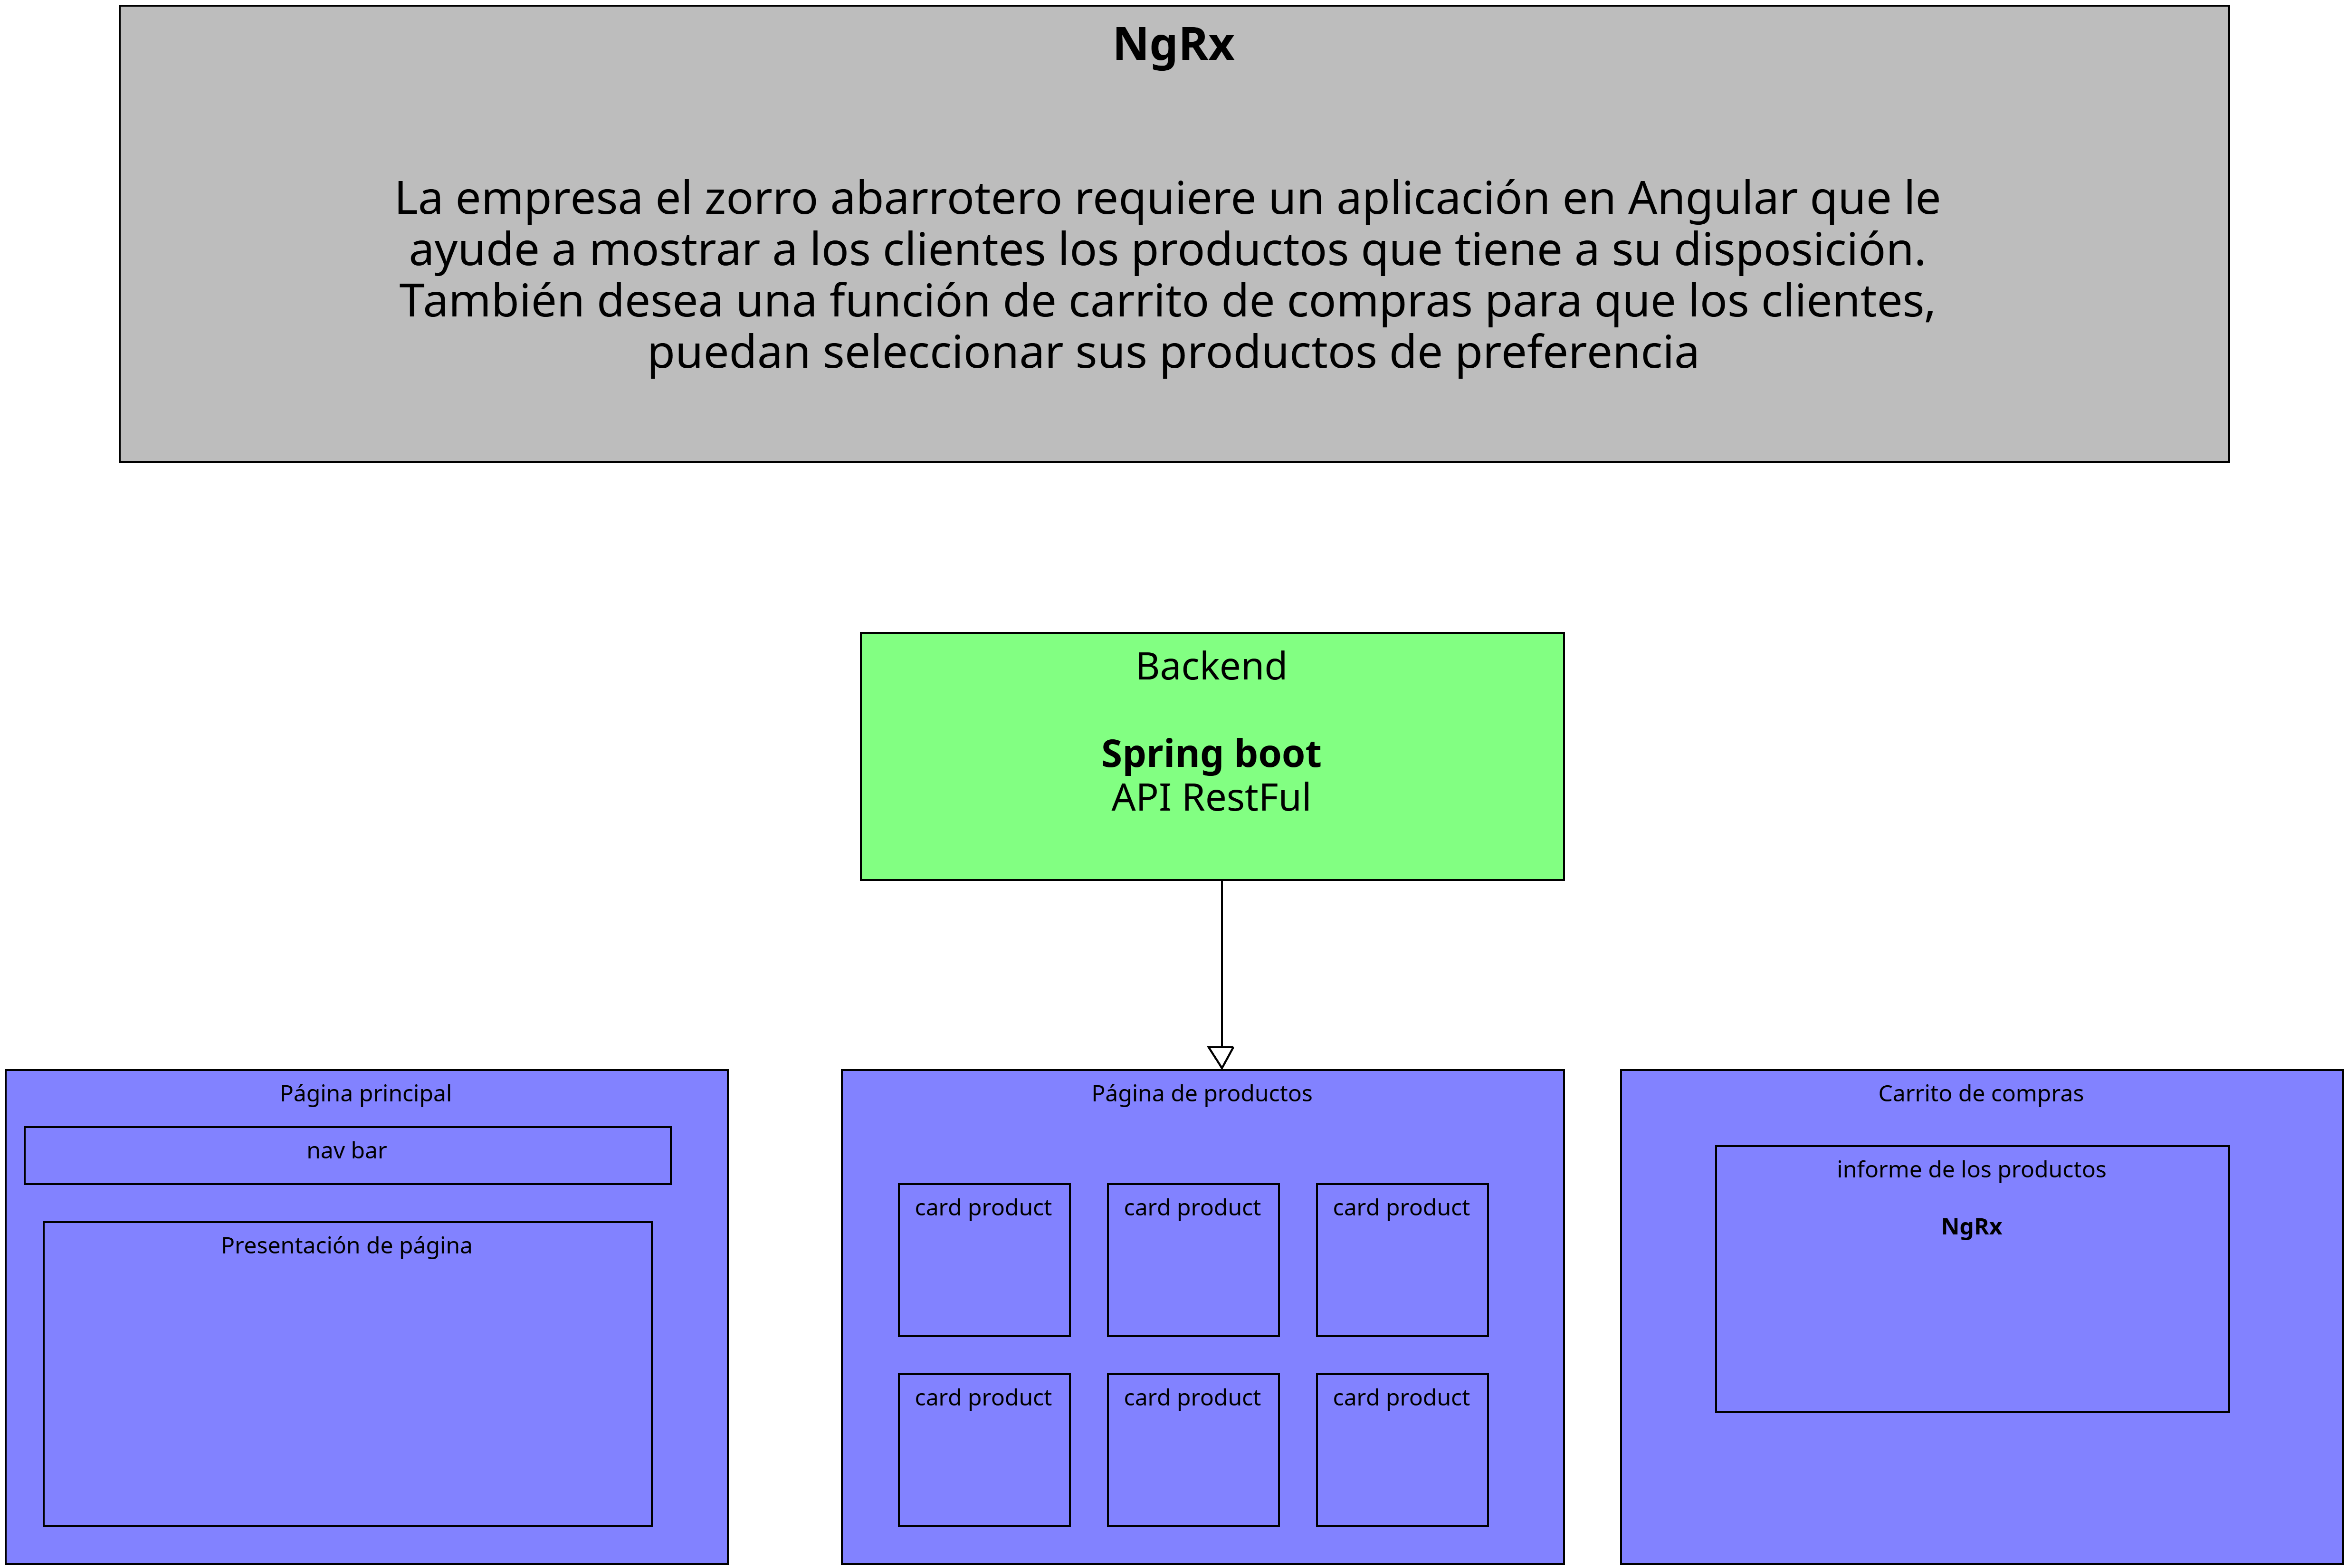 NgRx
La empresa el zorro abarrotero requiere un aplicación en Angular que le
ayude a mostrar a los clientes los productos que tiene a su disposición.
También desea una función de carrito de compras para que los clientes,
puedan seleccionar sus productos de preferencia
Backend
Spring boot
API RestFul
Página principal
nav bar
Presentación de página
Página de productos
card product
card product
card product
card product
card product
card product
Carrito de compras
informe de los productos
NgRx